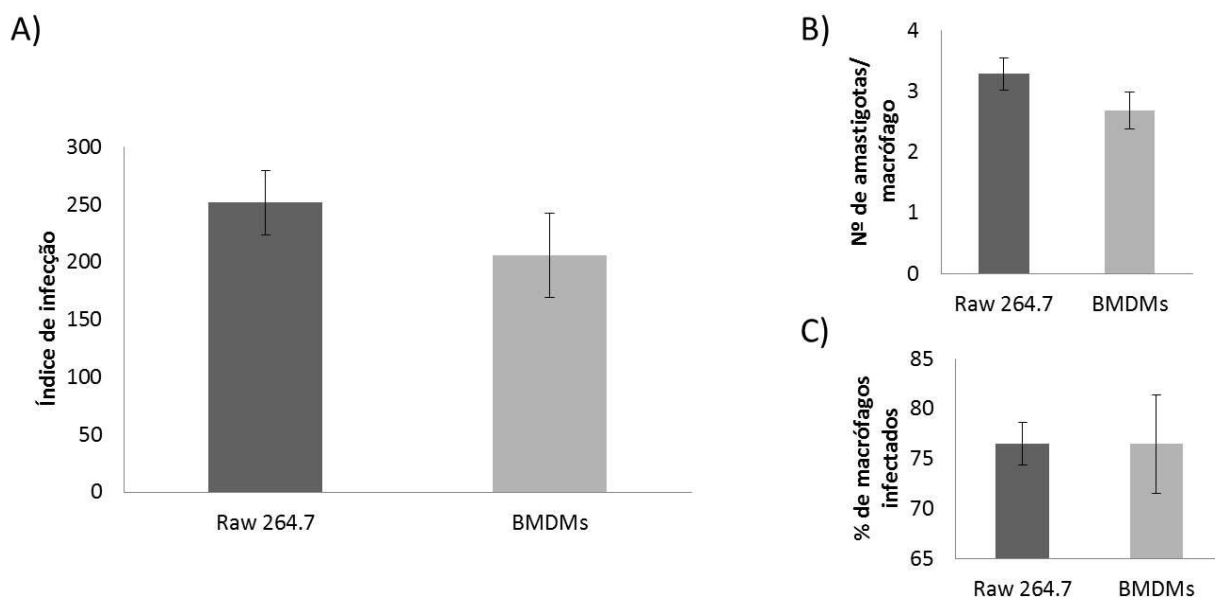 A)
Índice de infecção
300
250
200
150
100
50
0
Raw 264.7
BMDMs
B)
Nº de amastigotas/
macrófago
4
3
2
1
0
Raw 264.7
BMDMs
C)
% de macrófagos
infectados
85
80
75
70
65
Raw 264.7
BMDMs